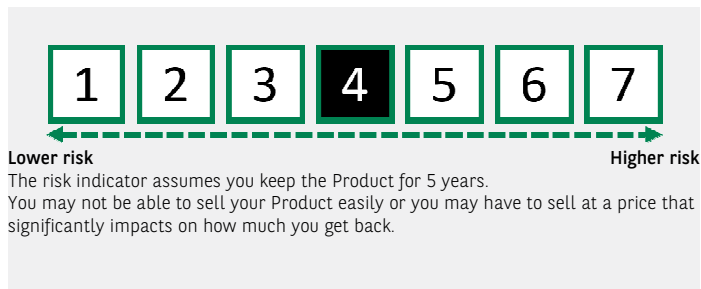 1 2 3 4 5 6 7
Lower risk Higher risk
The risk indicator assumes you keep the Product for 5 years.
You may not be able to sell your Product easily or you may have to sell at a price that
significantly impacts on how much you get back.